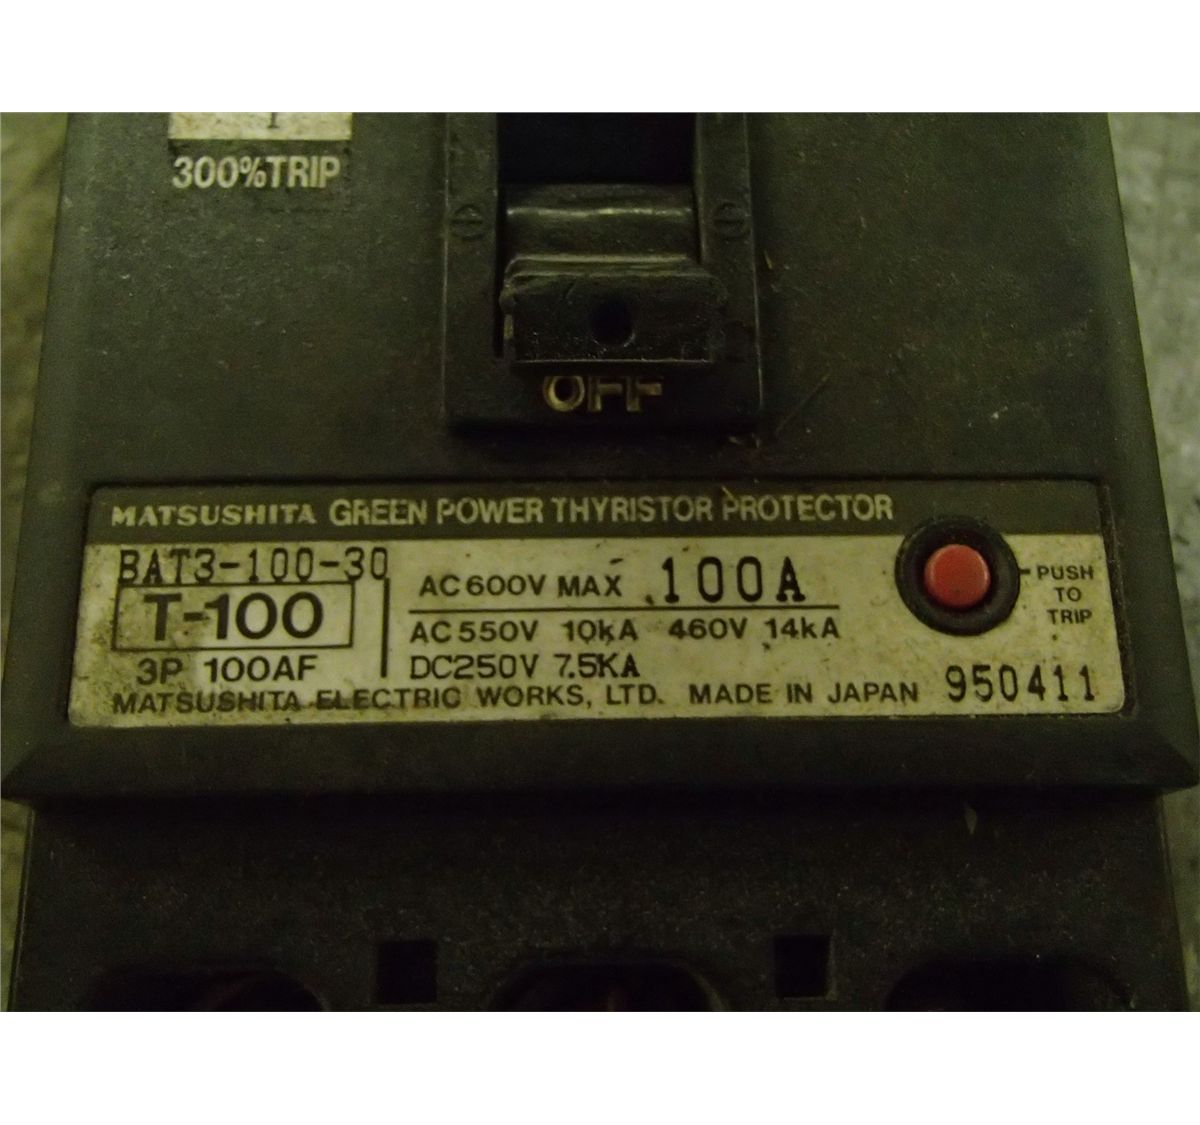 300%TRIP
OFF
MATSUSHITA GREEN POWER THYRISTOR PROTECTOR
BAT3-100-30
T-100
3P 100AF
AC600V MAX 100A
AC550V 10kA 460V 14kA
DC250V 7.5KA
PUSH
TO
TRIP
MATSUSHITA ELECTRIC WORKS, LTD. MADE IN JAPAN 950411